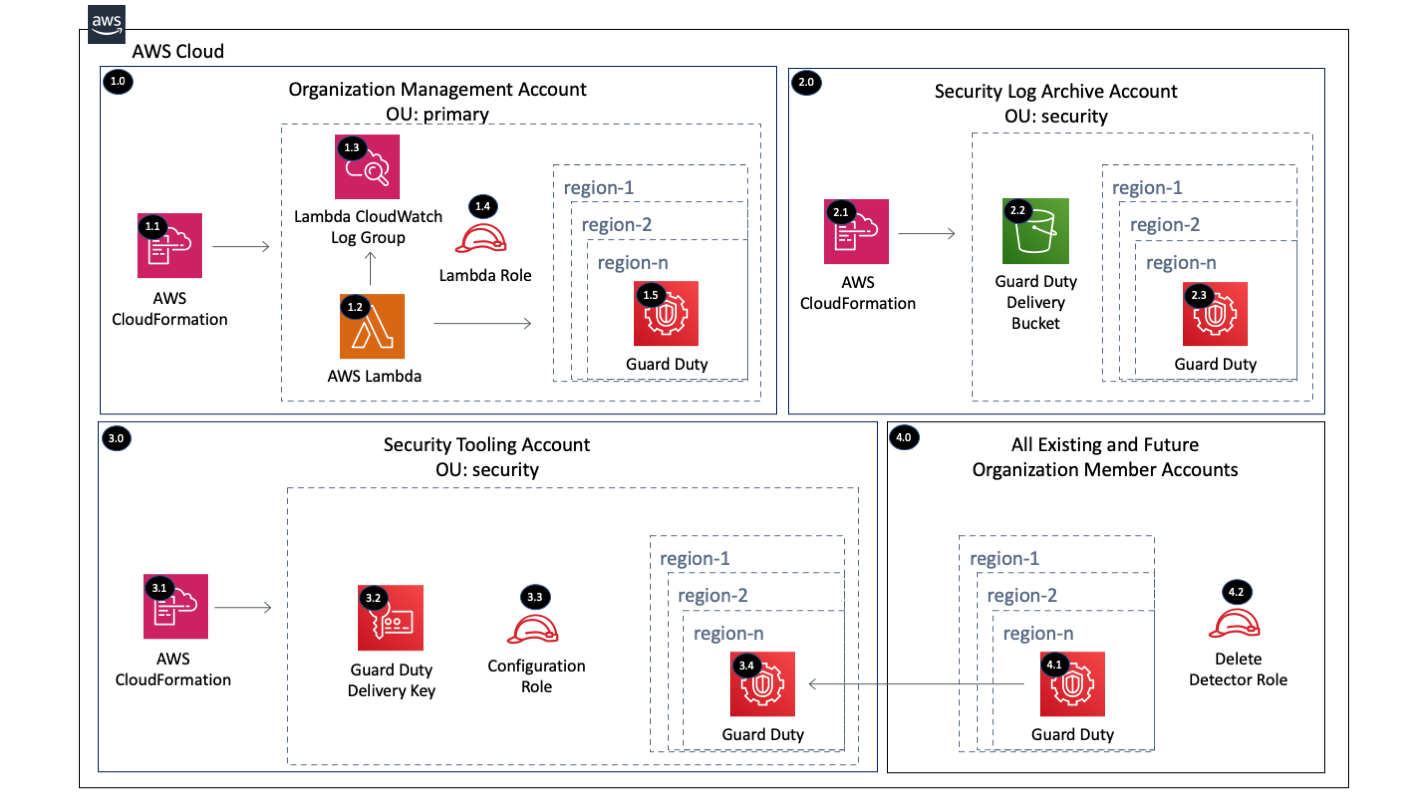 aws
AWS Cloud
1.0
Organization Management Account
OU: primary
1.3
Lambda CloudWatch
Log Group
1.4
Lambda Role
1.1
AWS
CloudFormation
1.2
AWS Lambda
region-1
region-2
region-n
1.5
Guard Duty
2.0
Security Log Archive Account
OU: security
2.1
AWS
CloudFormation
2.2
Guard Duty
Delivery
Bucket
region-1
region-2
region-n
2.3
Guard Duty
3.0
Security Tooling Account
OU: security
3.1
AWS
CloudFormation
3.2
Guard Duty
Delivery Key
3.3
Configuration
Role
region-1
region-2
region-n
3.4
Guard Duty
4.0
All Existing and Future
Organization Member Accounts
region-1
region-2
region-n
4.1
Guard Duty
4.2
Delete
Detector Role